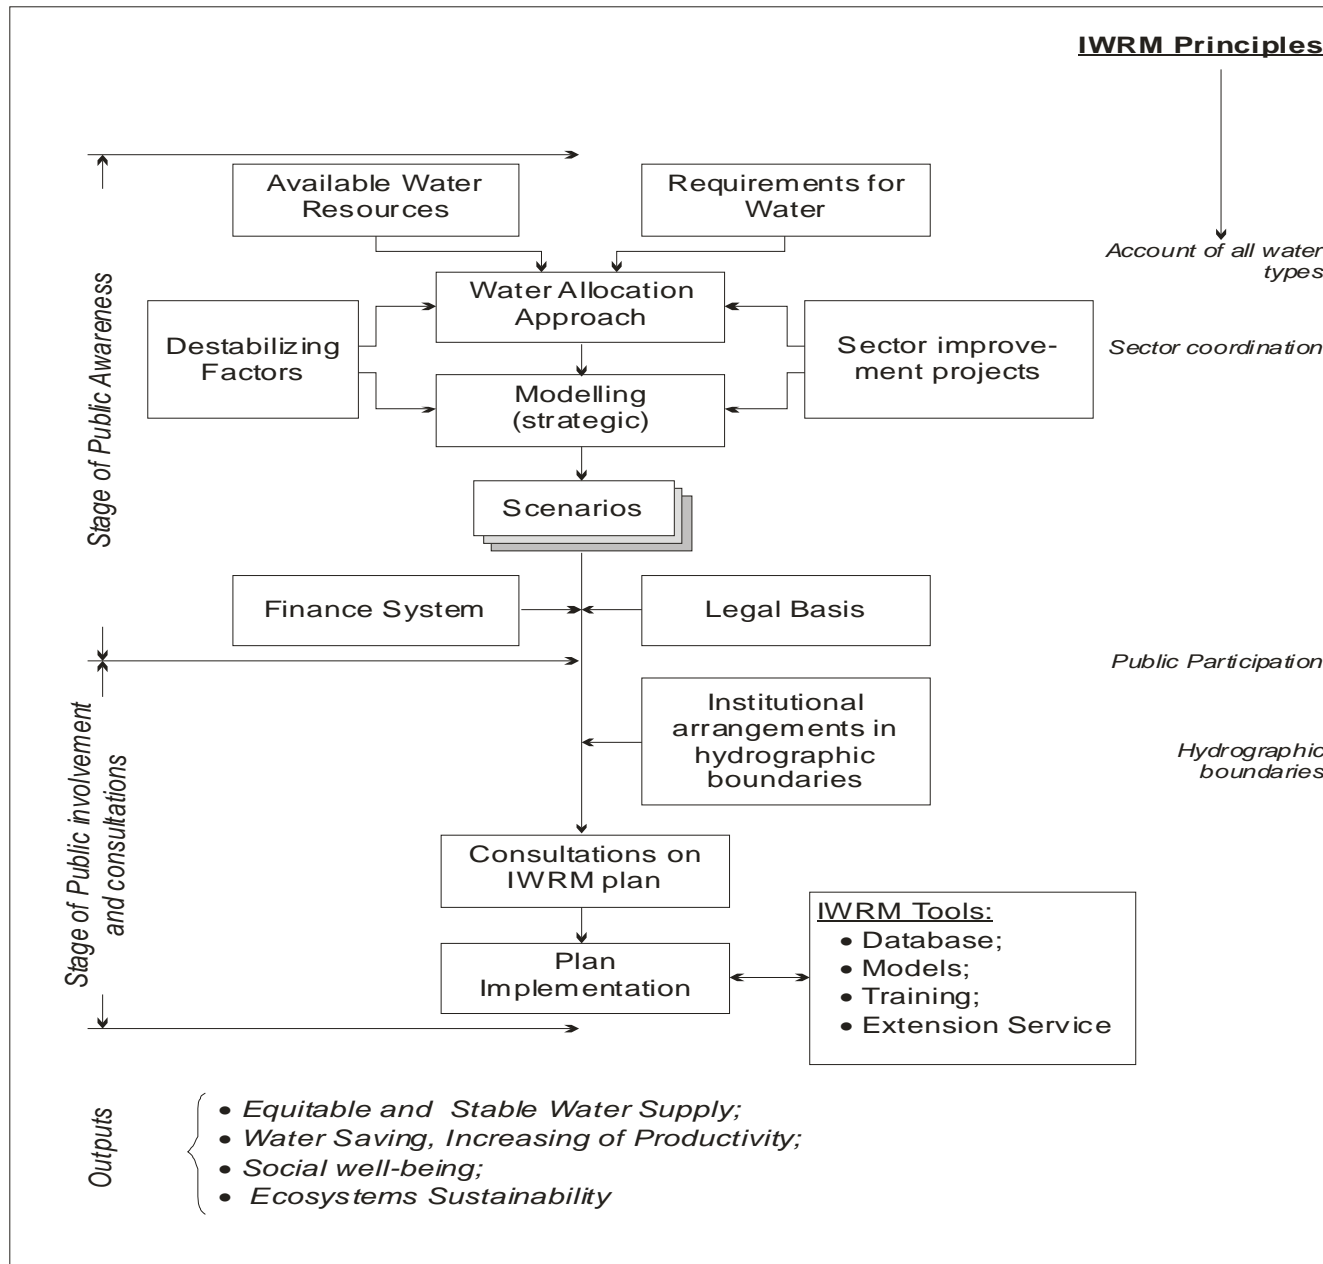 IWRM Principles
Available Water
Resources
Requirements for
Water
Account of all water
types
Stage of Public Awareness
Water Allocation
Approach
Destabilizing
Factors
Sector improve-
ment projects
Sector coordination
Modelling
(strategic)
Scenarios
Finance System
Legal Basis
Public Participation
Stage of Public involvement
and consultations
Institutional
arrangements in
hydrographic
boundaries
Hydrographic
boundaries
Consultations on
IWRM plan
Plan
Implementation
IWRM Tools:
• Database;
• Models;
• Training;
• Extension Service
Outputs
• Equitable and Stable Water Supply;
• Water Saving, Increasing of Productivity;
• Social well-being;
• Ecosystems Sustainability